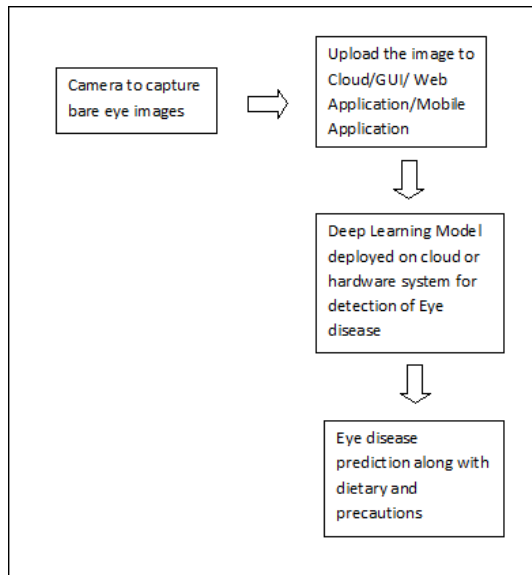 Camera to capture
bare eye images
Upload the image to
Cloud/GUI/ Web
Application/Mobile
Application
Deep Learning Model
deployed on cloud or
hardware system for
detection of Eye
disease
Eye disease
prediction along with
dietary and
precautions